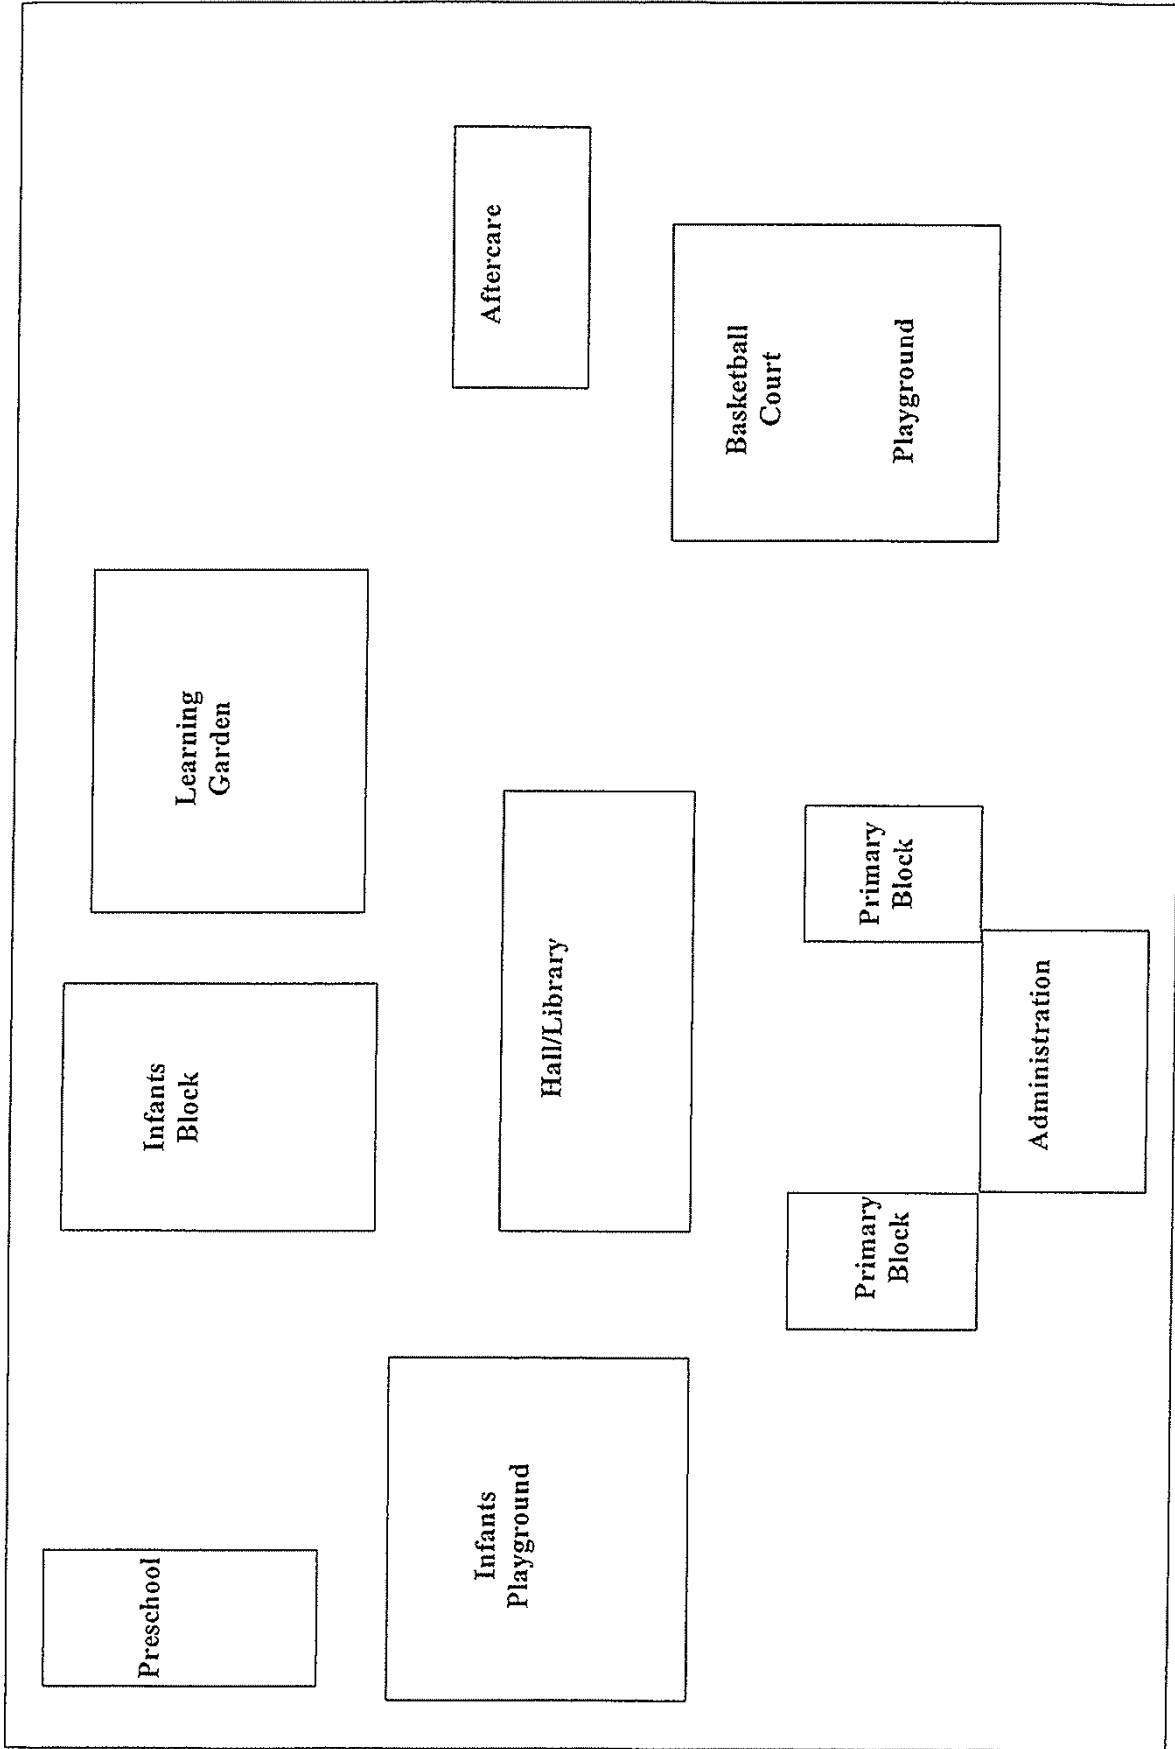 Preschool
Infants
Block
Learning
Garden
Infants
Playground
Hall/Library
Aftercare
Primary
Block
Primary
Block
Basketball
Court
Playground
Administration